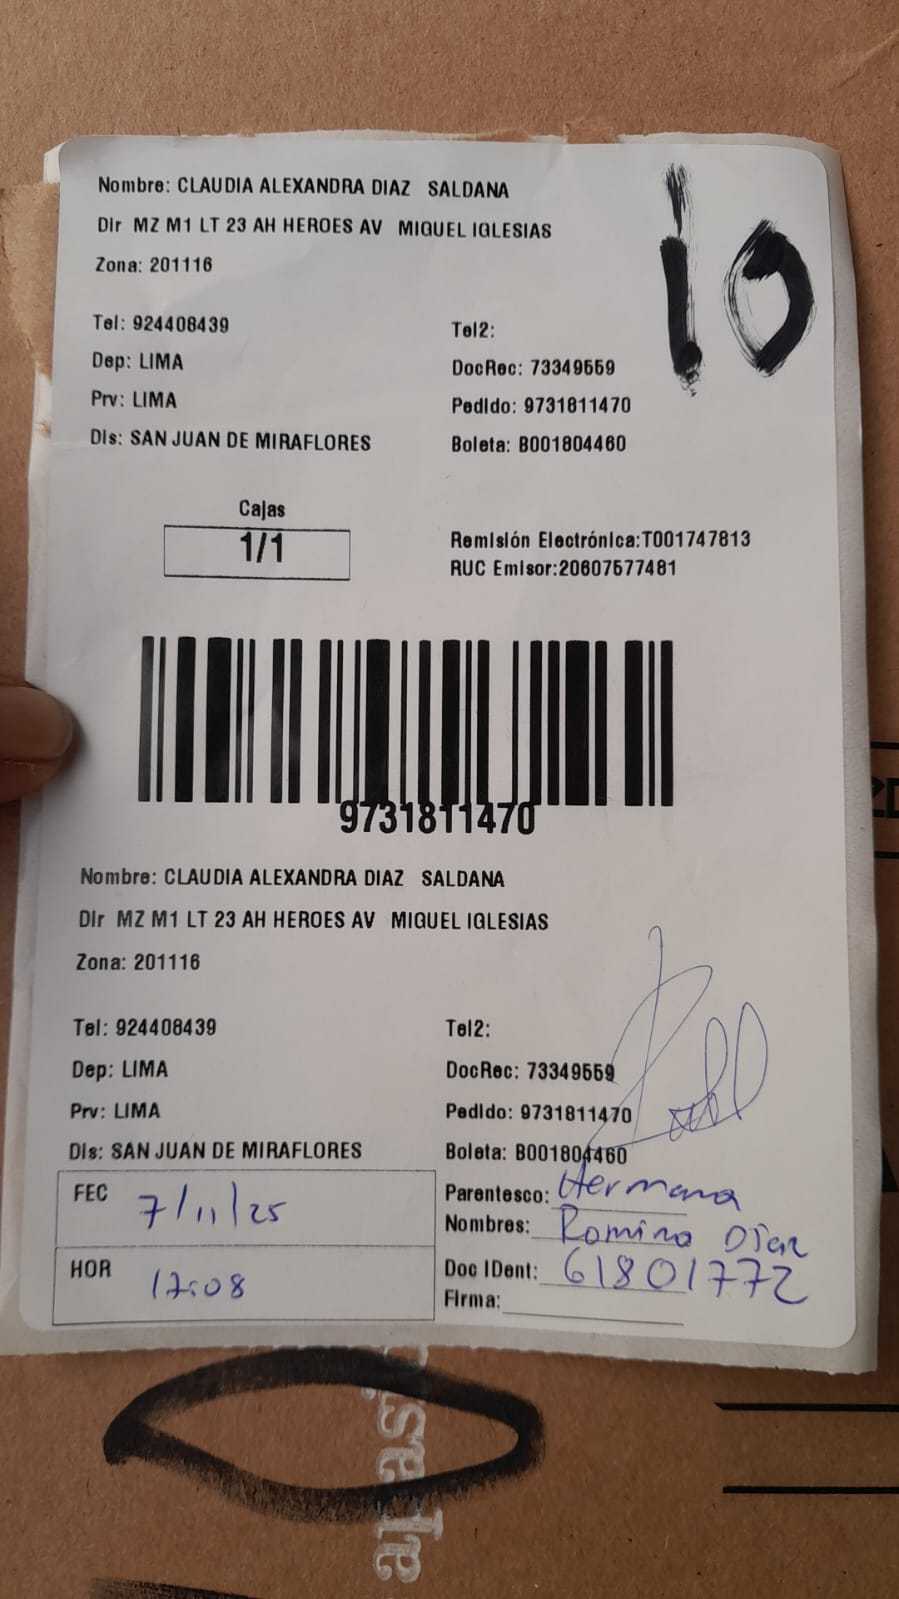 Nombre: CLAUDIA ALEXANDRA DIAZ SALDANA
Dir MZ M1 LT 23 AH HEROES AV MIGUEL IGLESIAS
Zona: 201116
10
Tel: 924408439
Tel2:
Dep: LIMA
DocRec: 73349559
Prv: LIMA
Pedido: 9731811470
Dis: SAN JUAN DE MIRAFLORES
Boleta: B001804460
Cajas
1/1
Remisión Electrónica:T001747813
RUC Emisor:20607577481
9731811470
Nombre: CLAUDIA ALEXANDRA DIAZ SALDANA
Dir MZ M1 LT 23 AH HEROES AV MIGUEL IGLESIAS
Zona: 201116
Tel: 924408439
Tel2:
Dep: LIMA
DocRec: 73349559
Prv: LIMA
Pedido: 9731811470
Dis: SAN JUAN DE MIRAFLORES
Boleta: B001804460
FEC 7/11/25
Parentesco: Hermana
Nombres: Romina Diaz
HOR 17:08
Doc IDent: 61801772
Firma: